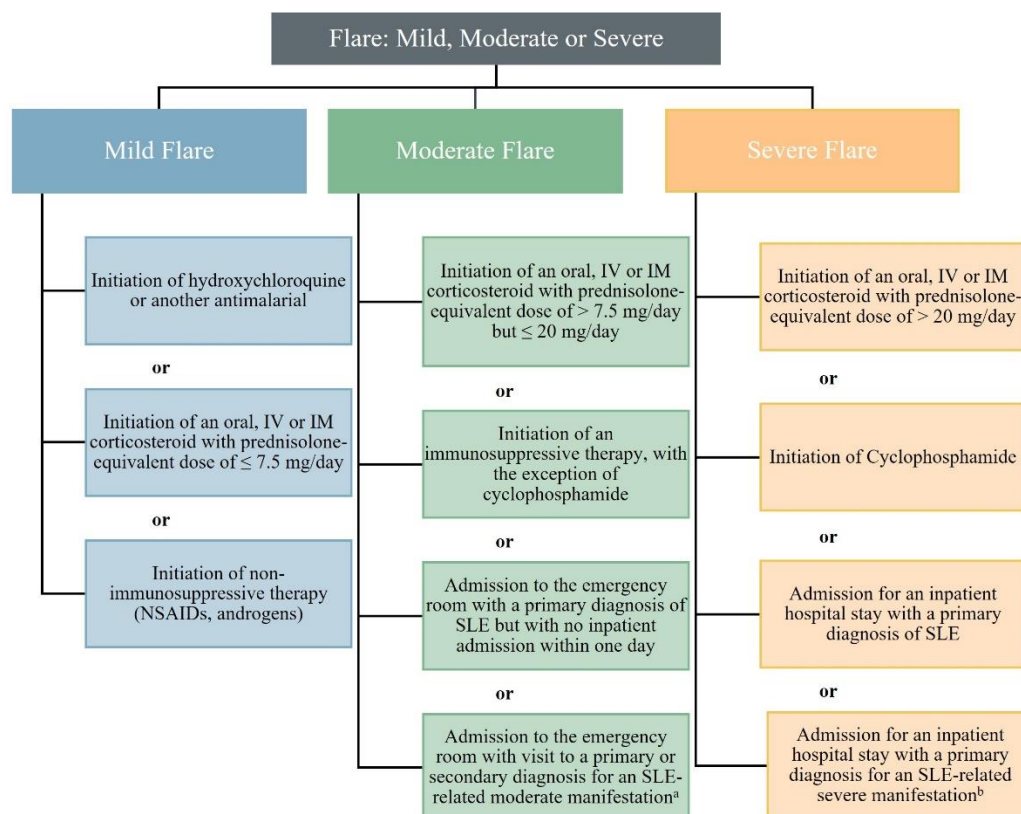 Flare: Mild, Moderate or Severe
Mild Flare
Initiation of hydroxychloroquine
or another antimalarial
or
Initiation of an oral, IV or IM
corticosteroid with prednisolone-
equivalent dose of ≤ 7.5 mg/day
or
Initiation of non-
immunosuppressive therapy
(NSAIDs, androgens)
Moderate Flare
Initiation of an oral, IV or IM
corticosteroid with prednisolone-
equivalent dose of > 7.5 mg/day
but ≤ 20 mg/day
or
Initiation of an
immunosuppressive therapy, with
the exception of
cyclophosphamide
or
Admission to the emergency
room with a primary diagnosis of
SLE but with no inpatient
admission within one day
or
Admission to the emergency
room with visit to a primary or
secondary diagnosis for an SLE-
related moderate manifestationᵃ
Severe Flare
Initiation of an oral, IV or IM
corticosteroid with prednisolone-
equivalent dose of > 20 mg/day
or
Initiation of Cyclophosphamide
or
Admission for an inpatient
hospital stay with a primary
diagnosis of SLE
or
Admission for an inpatient
hospital stay with a primary
diagnosis for an SLE-related
severe manifestationᵇ